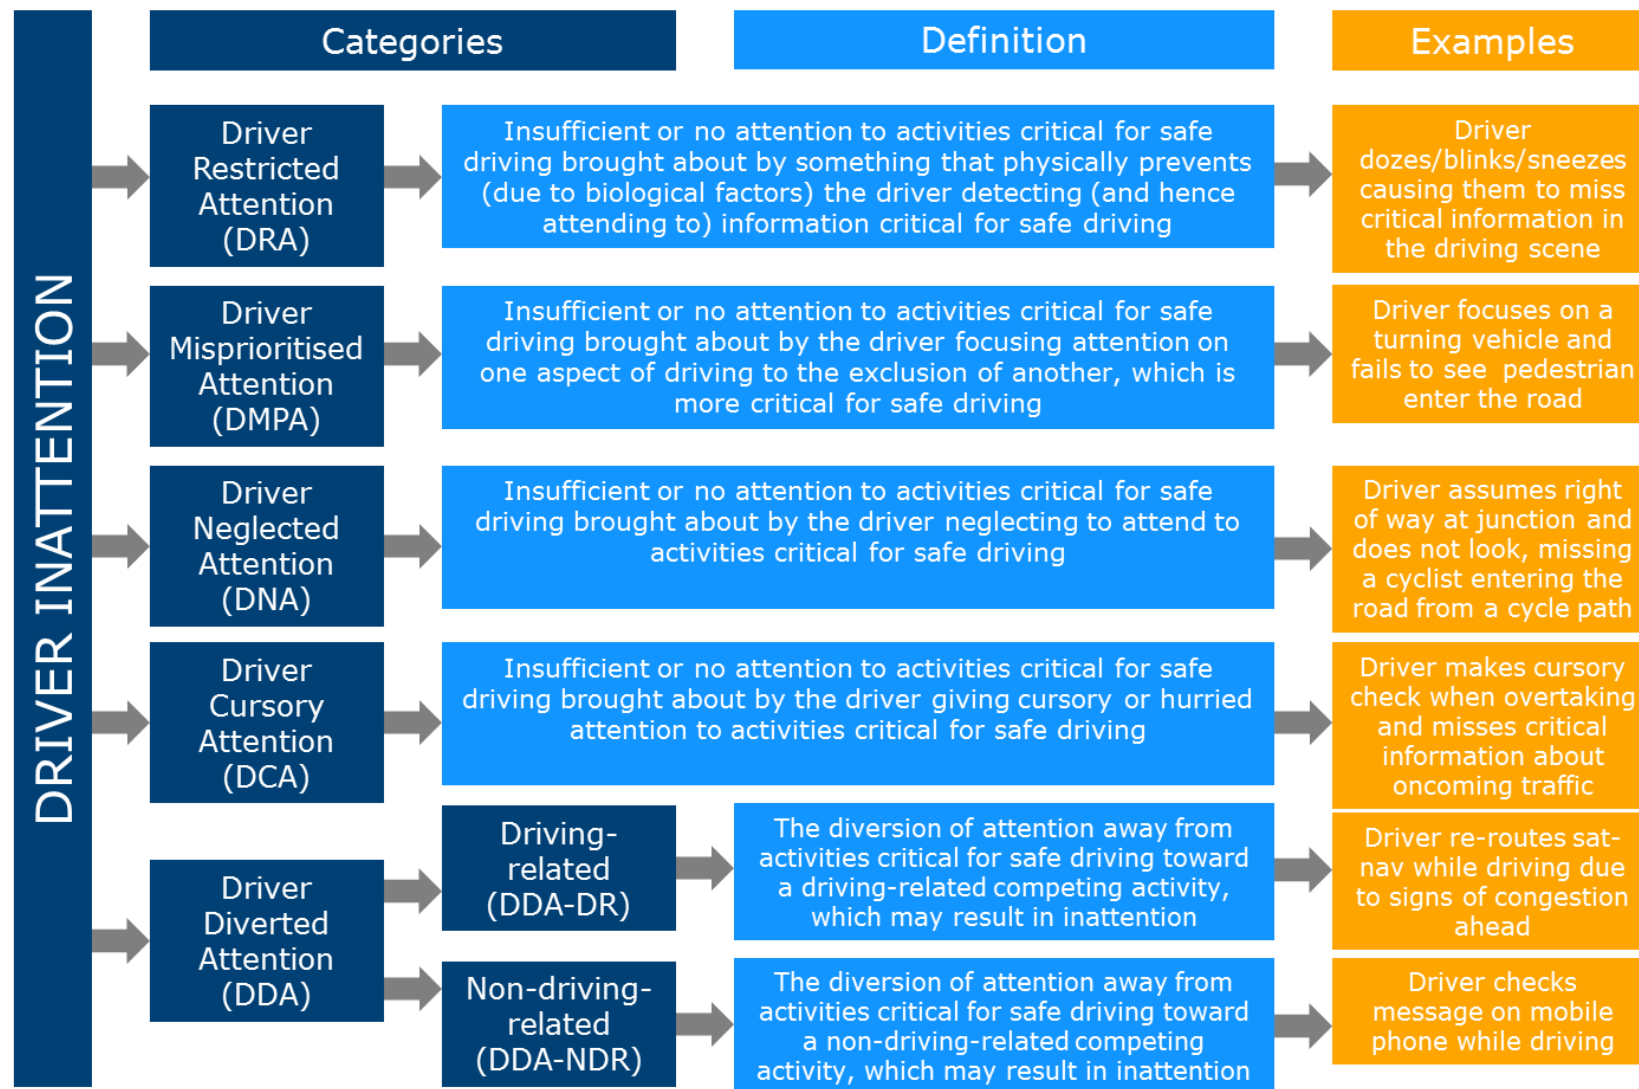 DRIVER INATTENTION
Categories
Definition
Examples
Driver
Restricted
Attention
(DRA)
Insufficient or no attention to activities critical for safe
driving brought about by something that physically prevents
(due to biological factors) the driver detecting (and hence
attending to) information critical for safe driving
Driver
dozes/blinks/sneezes
causing them to miss
critical information in
the driving scene
Driver
Misprioritised
Attention
(DMPA)
Insufficient or no attention to activities critical for safe
driving brought about by the driver focusing attention on
one aspect of driving to the exclusion of another, which is
more critical for safe driving
Driver focuses on a
turning vehicle and
fails to see pedestrian
enter the road
Driver
Neglected
Attention
(DNA)
Insufficient or no attention to activities critical for safe
driving brought about by the driver neglecting to attend to
activities critical for safe driving
Driver assumes right
of way at junction and
does not look, missing
a cyclist entering the
road from a cycle path
Driver
Cursory
Attention
(DCA)
Insufficient or no attention to activities critical for safe
driving brought about by the driver giving cursory or hurried
attention to activities critical for safe driving
Driver makes cursory
check when overtaking
and misses critical
information about
oncoming traffic
Driver
Diverted
Attention
(DDA)
Driving-
related
(DDA-DR)
The diversion of attention away from
activities critical for safe driving toward
a driving-related competing activity,
which may result in inattention
Driver re-routes sat-
nav while driving due
to signs of congestion
ahead
Non-driving-
related
(DDA-NDR)
The diversion of attention away from
activities critical for safe driving toward
a non-driving-related competing
activity, which may result in inattention
Driver checks
message on mobile
phone while driving